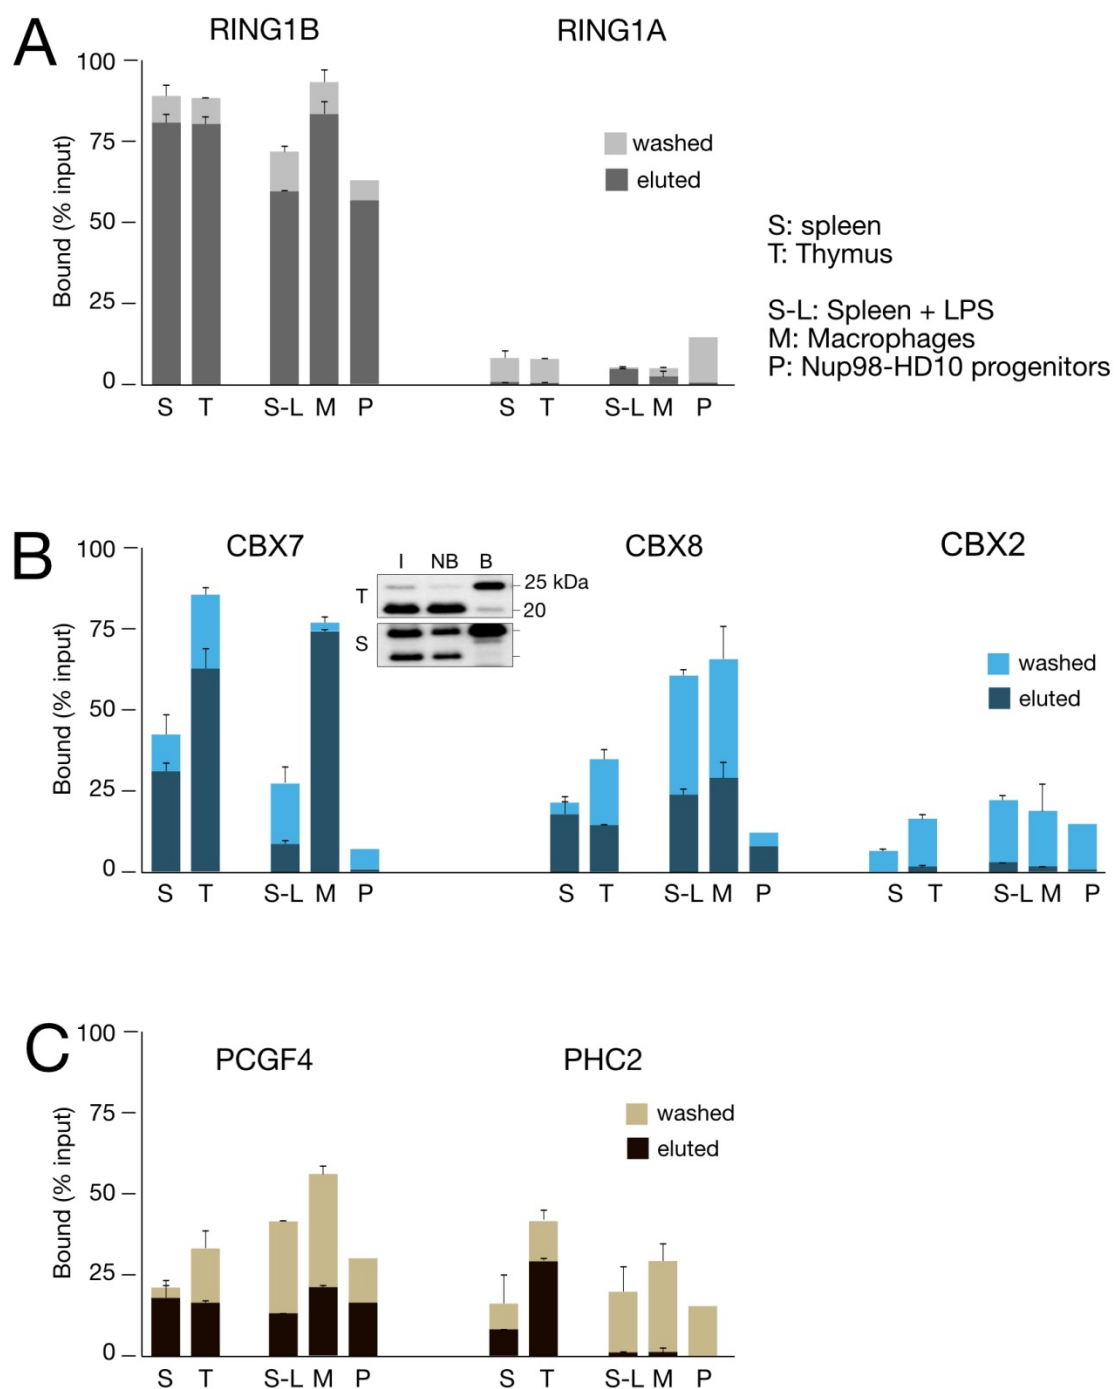 A
RING1B
RING1A
100
75
50
25
0
Bound (% input)
washed
eluted
S T S-L M P
S T S-L M P
S: spleen
T: Thymus
S-L: Spleen + LPS
M: Macrophages
P: Nup98-HD10 progenitors
B
CBX7
CBX8
CBX2
100
75
50
25
0
Bound (% input)
I NB B
T
25 kDa
20
S
washed
eluted
S T S-L M P
S T S-L M P
S T S-L M P
C
PCGF4
PHC2
100
75
50
25
0
Bound (% input)
washed
eluted
S T S-L M P
S T S-L M P